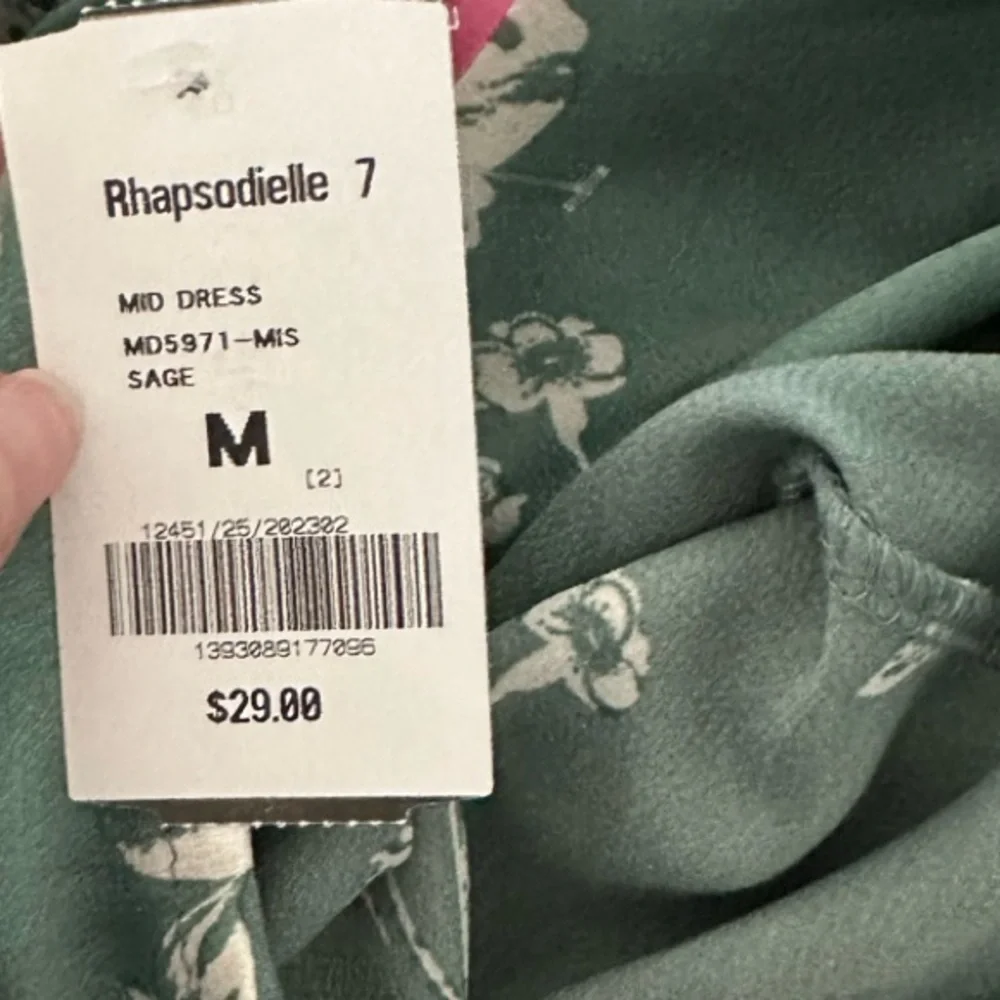 Rhapsodielle 7
MID DRESS
MD5971-MIS
SAGE
M
[2]
12451/25/202302
1393089177096
$29.00